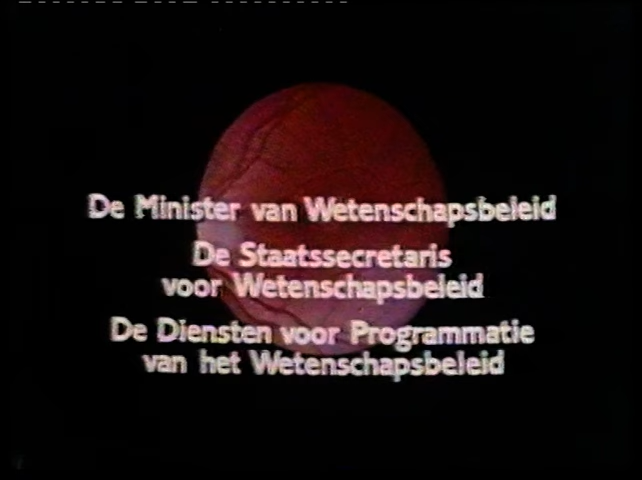 De Minister van Wetenschapsbeleid
De Staatssecretaris
voor Wetenschapsbeleid
De Diensten voor Programmatie
van het Wetenschapsbeleid